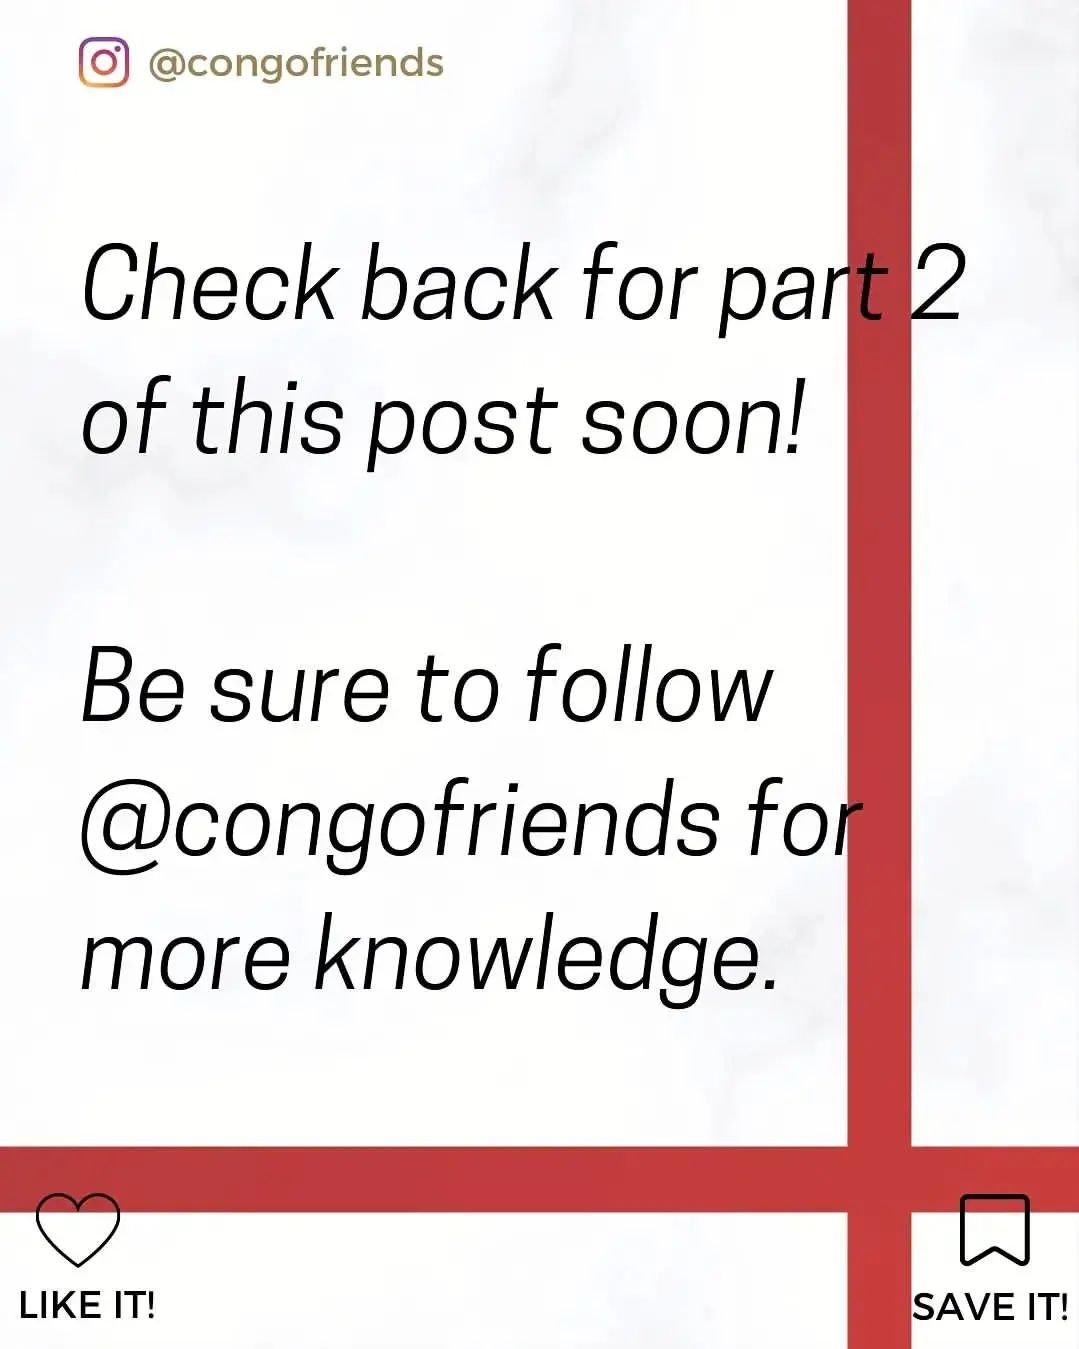 @congofriends
Check back for part 2
of this post soon!
Be sure to follow
@congofriends for
more knowledge.
LIKE IT!
SAVE IT!